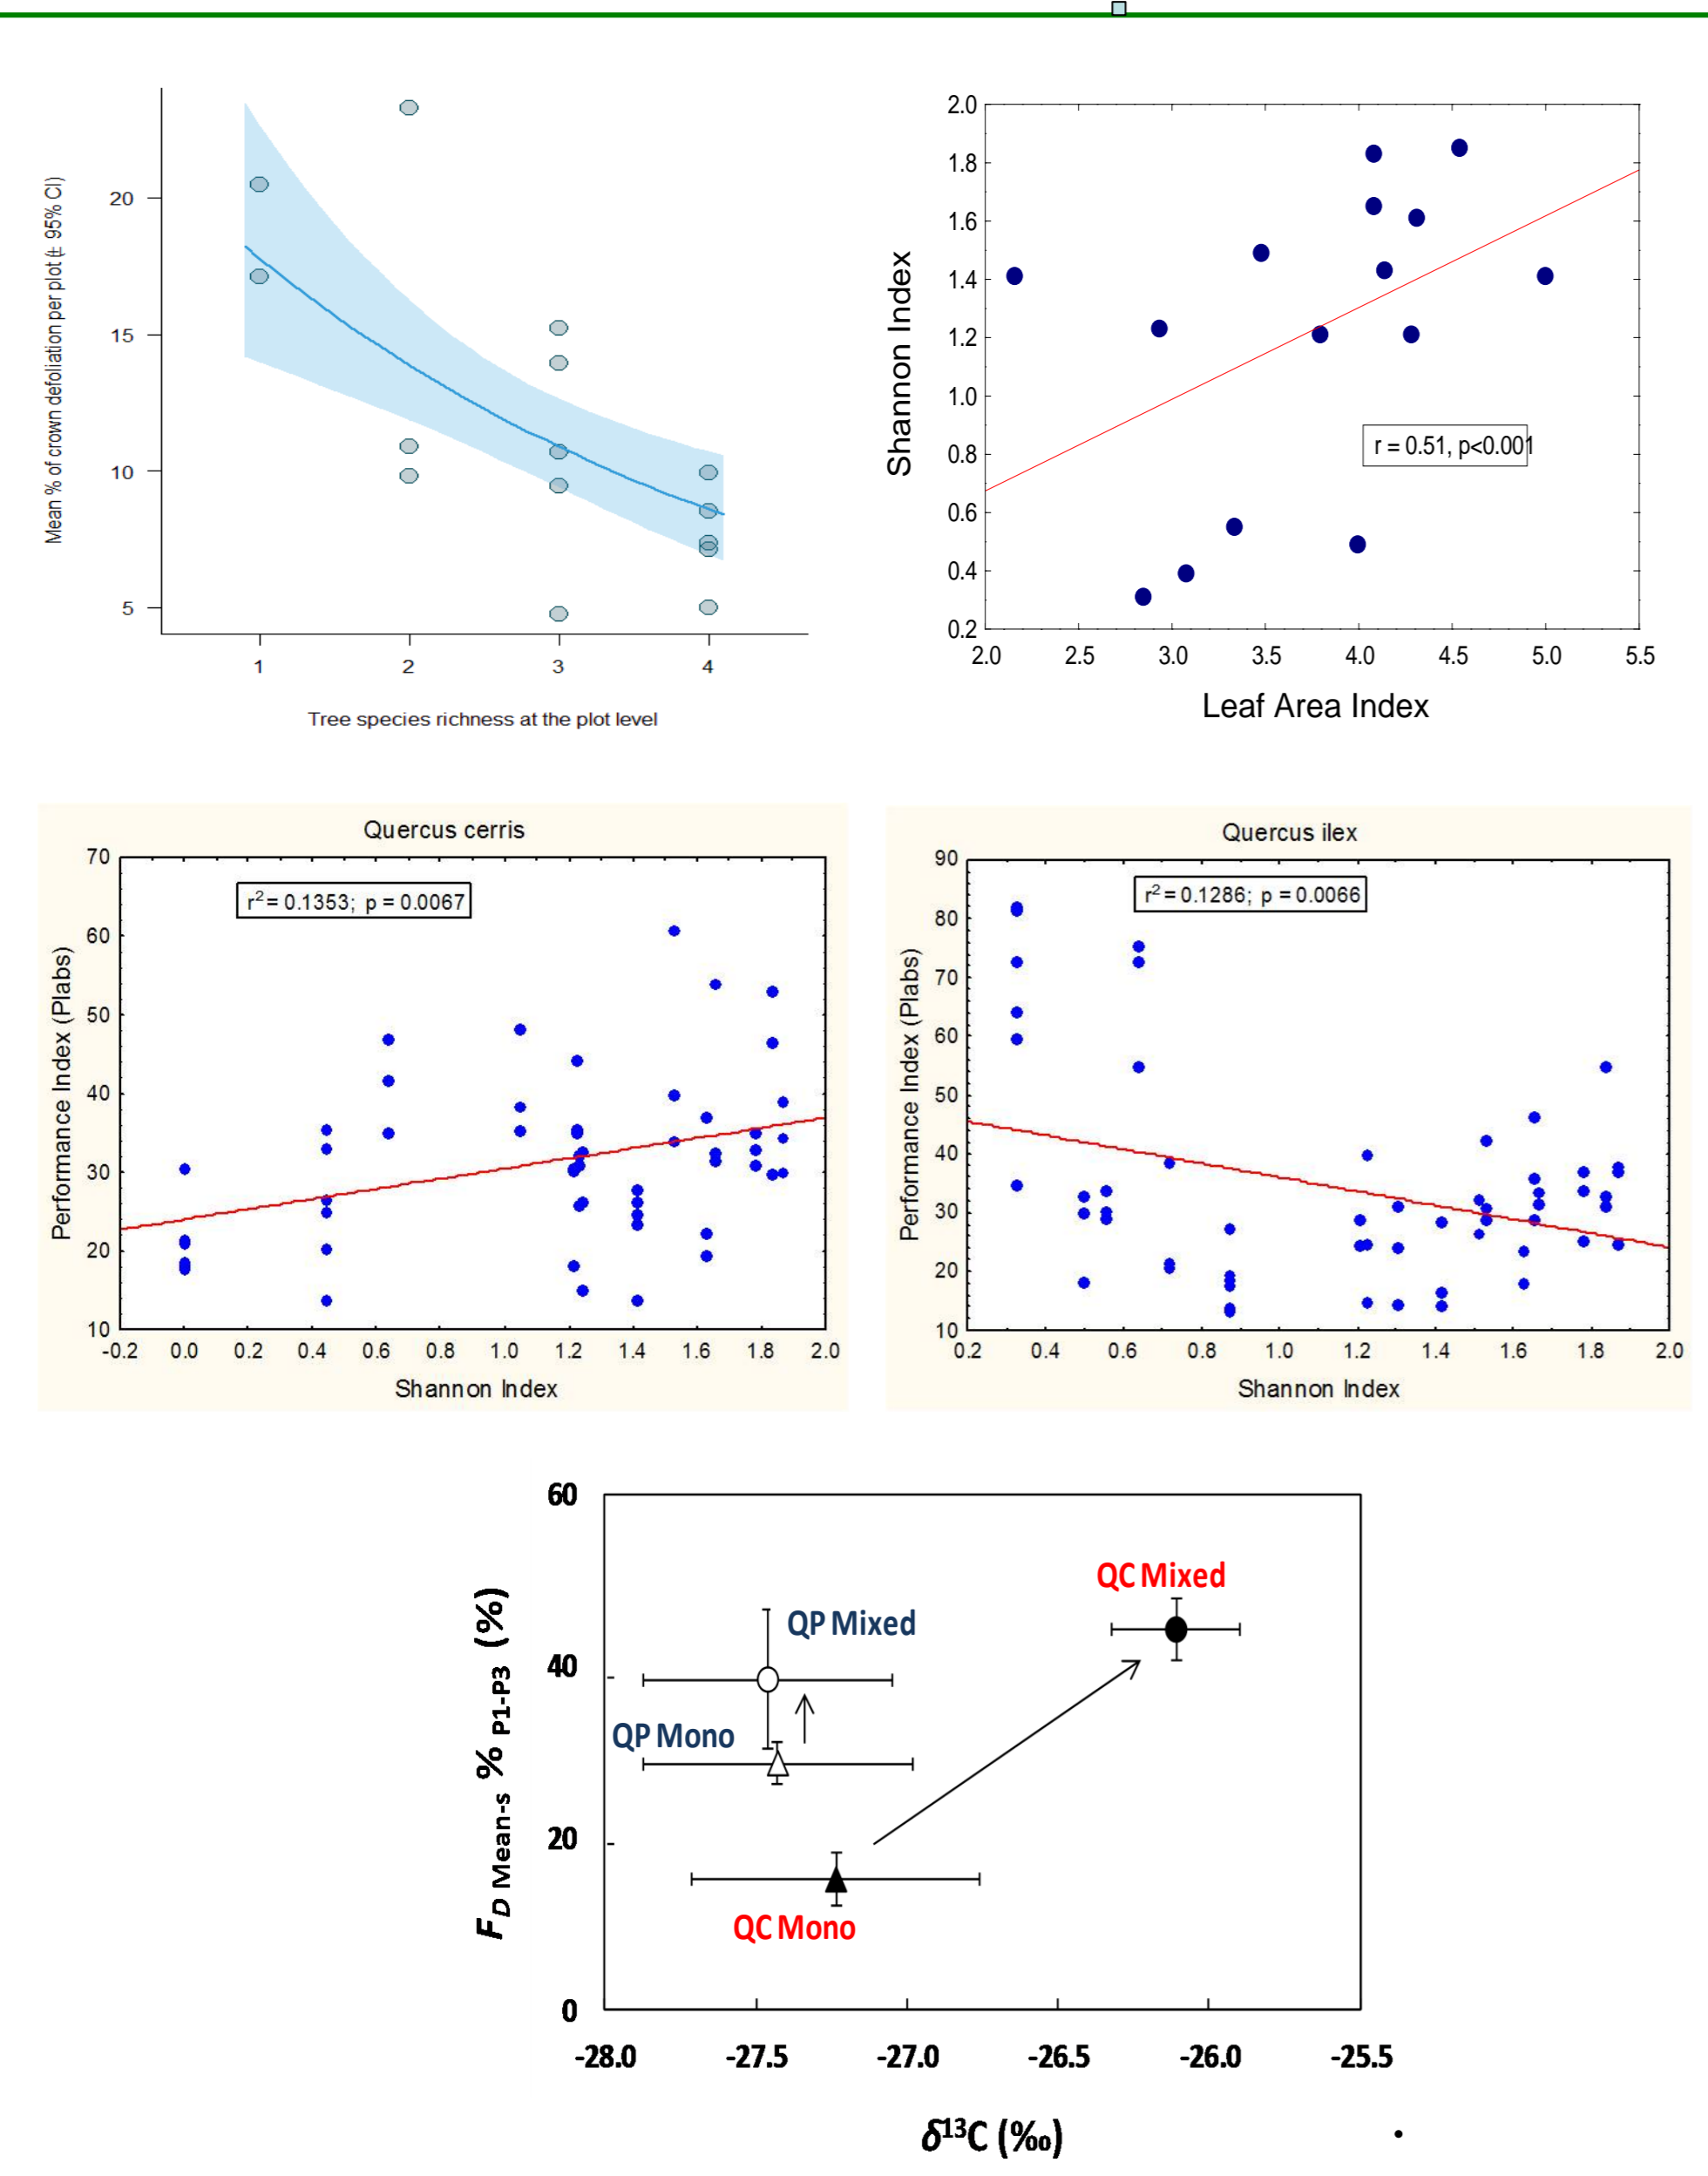 Mean % of crown defoliation per plot (± 95% CI)
20
15
10
5
1 2 3 4
Tree species richness at the plot level
Shannon Index
2.0
1.8
1.6
1.4
1.2
1.0
0.8
0.6
0.4
0.2
r = 0.51, p<0.001
2.0 2.5 3.0 3.5 4.0 4.5 5.0 5.5
Leaf Area Index
Quercus cerris
r² = 0.1353; p = 0.0067
Performance Index (PIabs)
70
60
50
40
30
20
10
-0.2 0.0 0.2 0.4 0.6 0.8 1.0 1.2 1.4 1.6 1.8 2.0
Shannon Index
Quercus ilex
r² = 0.1286; p = 0.0066
Performance Index (PIabs)
90
80
70
60
50
40
30
20
10
0.2 0.4 0.6 0.8 1.0 1.2 1.4 1.6 1.8 2.0
Shannon Index
F D Mean-s % P1-P3 (%)
60
40
20
0
QC Mixed
QP Mixed
QP Mono
QC Mono
-28.0 -27.5 -27.0 -26.5 -26.0 -25.5
δ¹³C (‰)